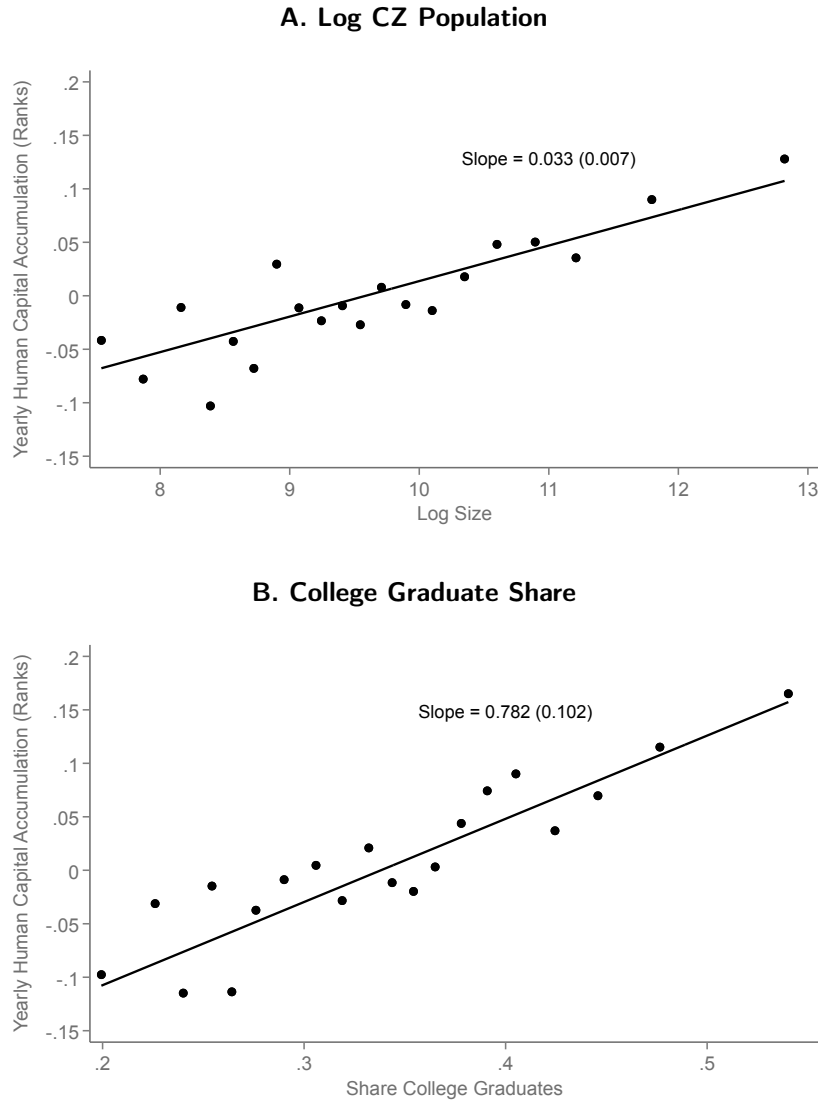 A. Log CZ Population
Yearly Human Capital Accumulation (Ranks)
.2
.15
.1
.05
0
-.05
-.1
-.15
Slope = 0.033 (0.007)
8 9 10 11 12 13
Log Size
B. College Graduate Share
Yearly Human Capital Accumulation (Ranks)
.2
.15
.1
.05
0
-.05
-.1
-.15
Slope = 0.782 (0.102)
.2 .3 .4 .5
Share College Graduates